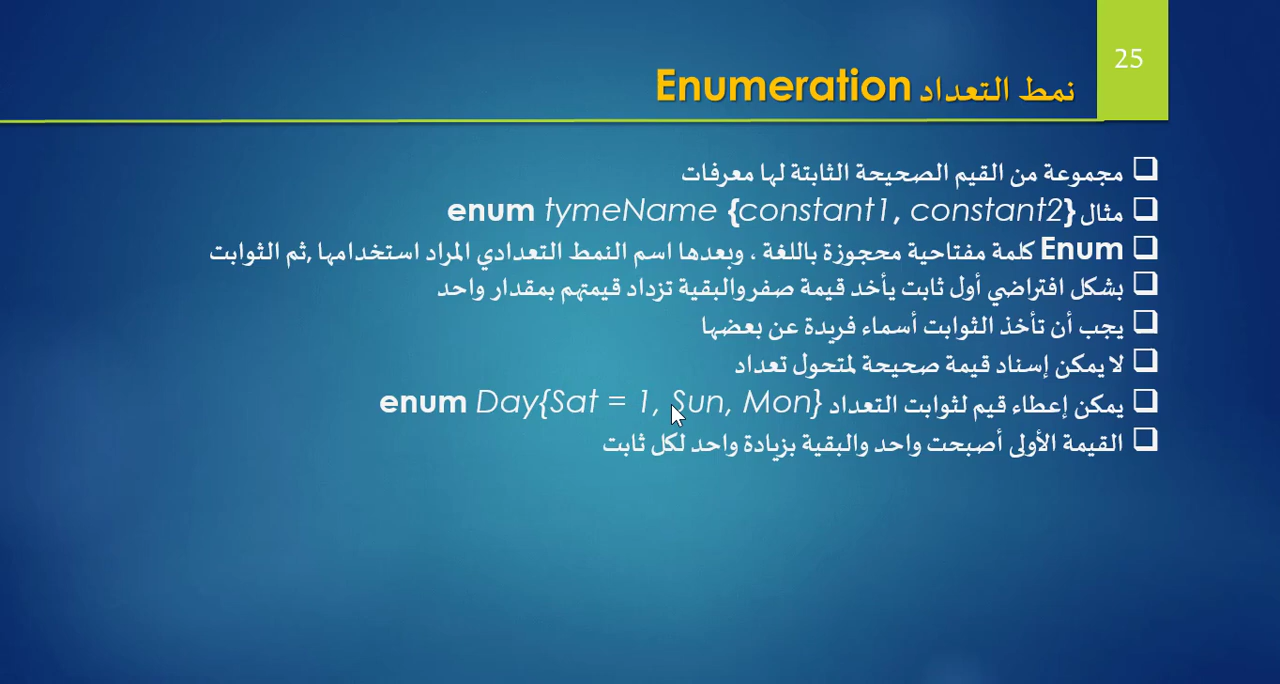 25
نمط التعداد Enumeration
مجموعة من القيم الصحيحة الثابتة لها معرفات
مثال enum tymeName {constant1, constant2}
Enum كلمة مفتاحية محجوزة باللغة ، وبعدها اسم النمط التعدادي المراد استخدامها ,ثم الثوابت
بشكل افتراضي أول ثابت يأخد قيمة صفر والبقية تزداد قيمتهم بمقدار واحد
يجب أن تأخذ الثوابت أسماء فريدة عن بعضها
لا يمكن إسناد قيمة صحيحة لمتحول تعداد
يمكن إعطاء قيم لثوابت التعداد enum Day{Sat = 1, Sun, Mon}
القيمة الأولى أصبحت واحد والبقية بزيادة واحد لكل ثابت